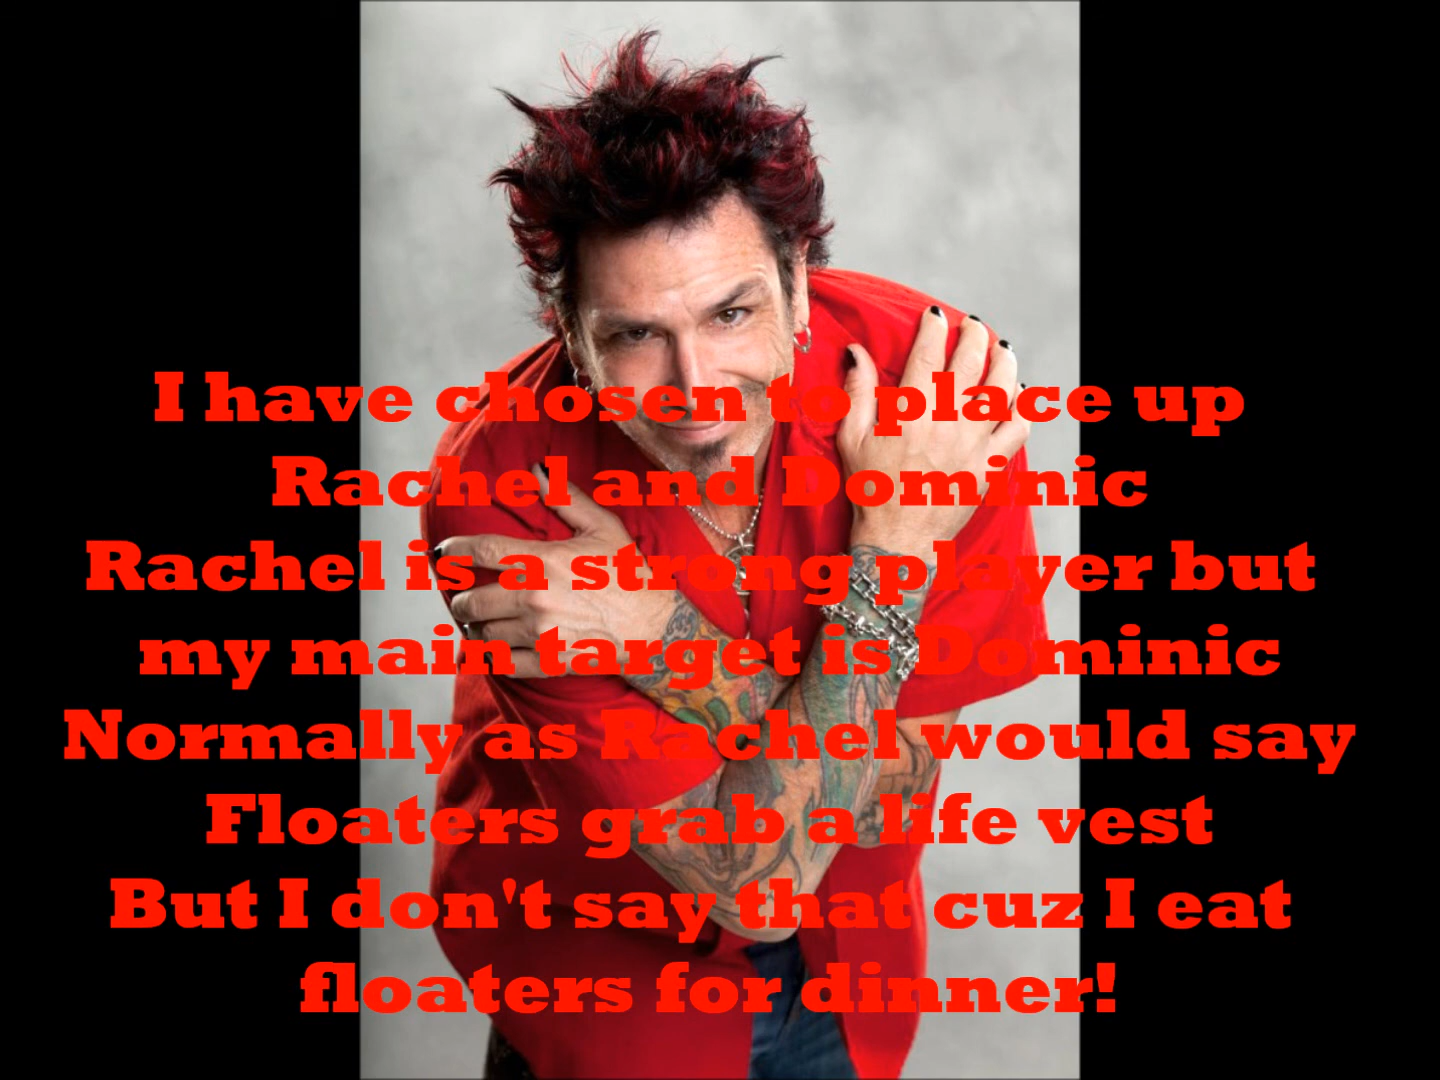 I have chosen to place up
Rachel and Dominic
Rachel is a strong player but
my main target is Dominic
Normally as Rachel would say
Floaters grab a life vest
But I don't say that cuz I eat
floaters for dinner!